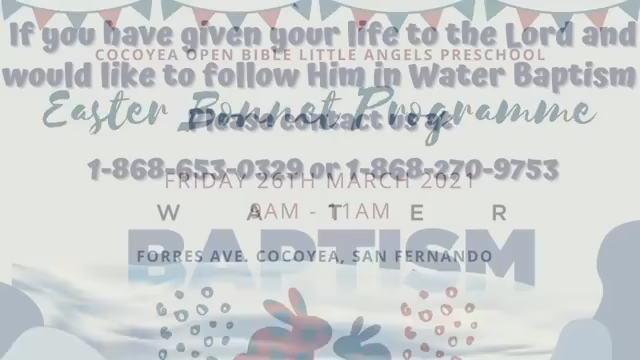 If you have given your life to the Lord and
COCOYEA OPEN BIBLE LITTLE ANGELS PRESCHOOL
would like to follow Him in Water Baptism
Easter Bonnet Programme
Please contact us @
1-868-653-0329 or 1-868-270-9753
FRIDAY 26TH MARCH 2021
9AM - 11AM
WATER
FORRES AVE. COCOYEA, SAN FERNANDO
BAPTISM